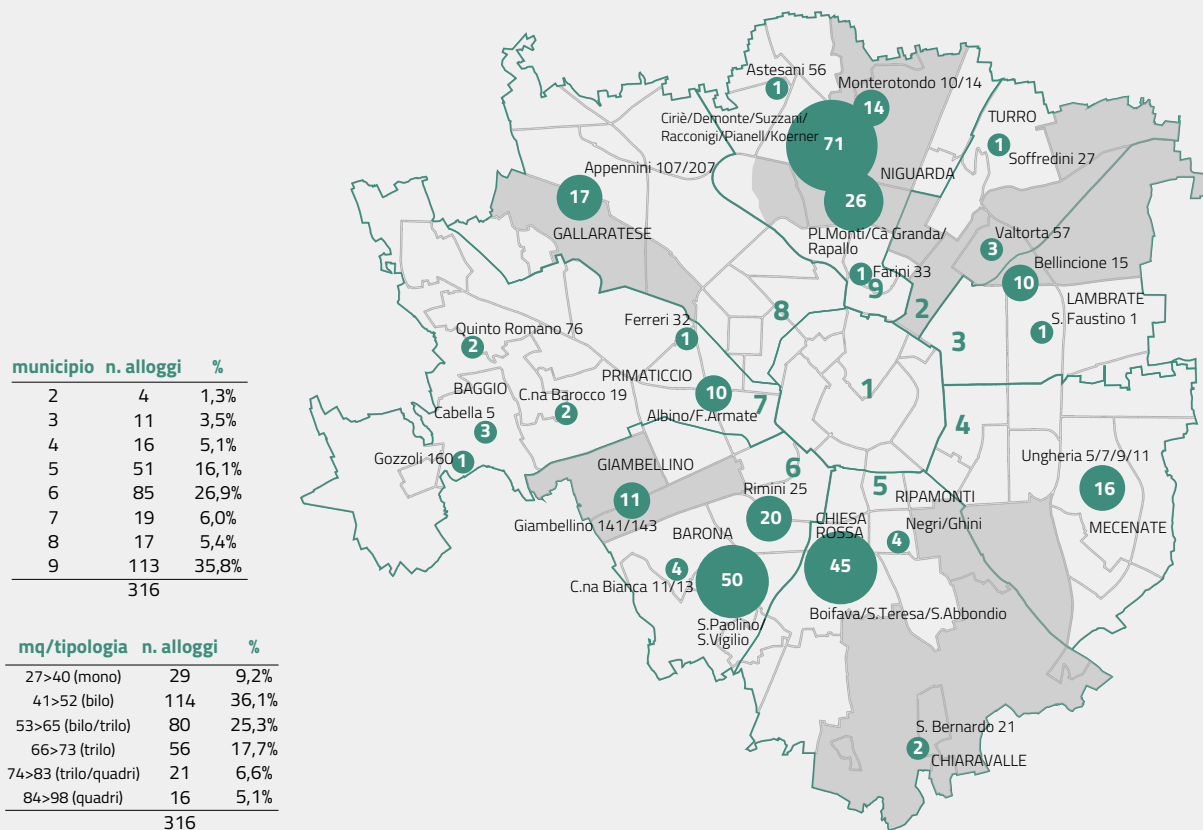 municipio n. alloggi %
2 4 1,3%
3 11 3,5%
4 16 5,1%
5 51 16,1%
6 85 26,9%
7 19 6,0%
8 17 5,4%
9 113 35,8%
316
mq/tipologia n. alloggi %
27>40 (mono) 29 9,2%
41>52 (bilo) 114 36,1%
53>65 (bilo/trilo) 80 25,3%
66>73 (trilo) 56 17,7%
74>83 (trilo/quadri) 21 6,6%
84>98 (quadri) 16 5,1%
316
Astesani 56
1
Monterotondo 10/14
14
Ciriè/Demonte/Suzzani/
Racconigi/Pianell/Koerner
71
TURRO
1
Soffredini 27
Appennini 107/207
17
GALLARATESE
NIGUARDA
26
PI.Monti/Cà Granda/
Rapallo
Valtorta 57
3
Bellincione 15
10
1
Farini 33
9
2
8
LAMBRATE
S. Faustino 1
1
3
Quinto Romano 76
2
Ferreri 32
1
PRIMATICCIO
10
Albino/F.Armate
7
1
BAGGIO
C.na Barocco 19
2
Cabella 5
3
Gozzoli 160
1
4
GIAMBELLINO
11
Giambellino 141/143
6
Rimini 25
20
5
RIPAMONTI
Negri/Ghini
4
Ungheria 5/7/9/11
16
MECENATE
BARONA
CHIESA
ROSSA
45
Boifava/S.Teresa/S.Abbondio
4
C.na Bianca 11/13
50
S.Paolino/
S.Vigilio
S. Bernardo 21
2
CHIARAVALLE